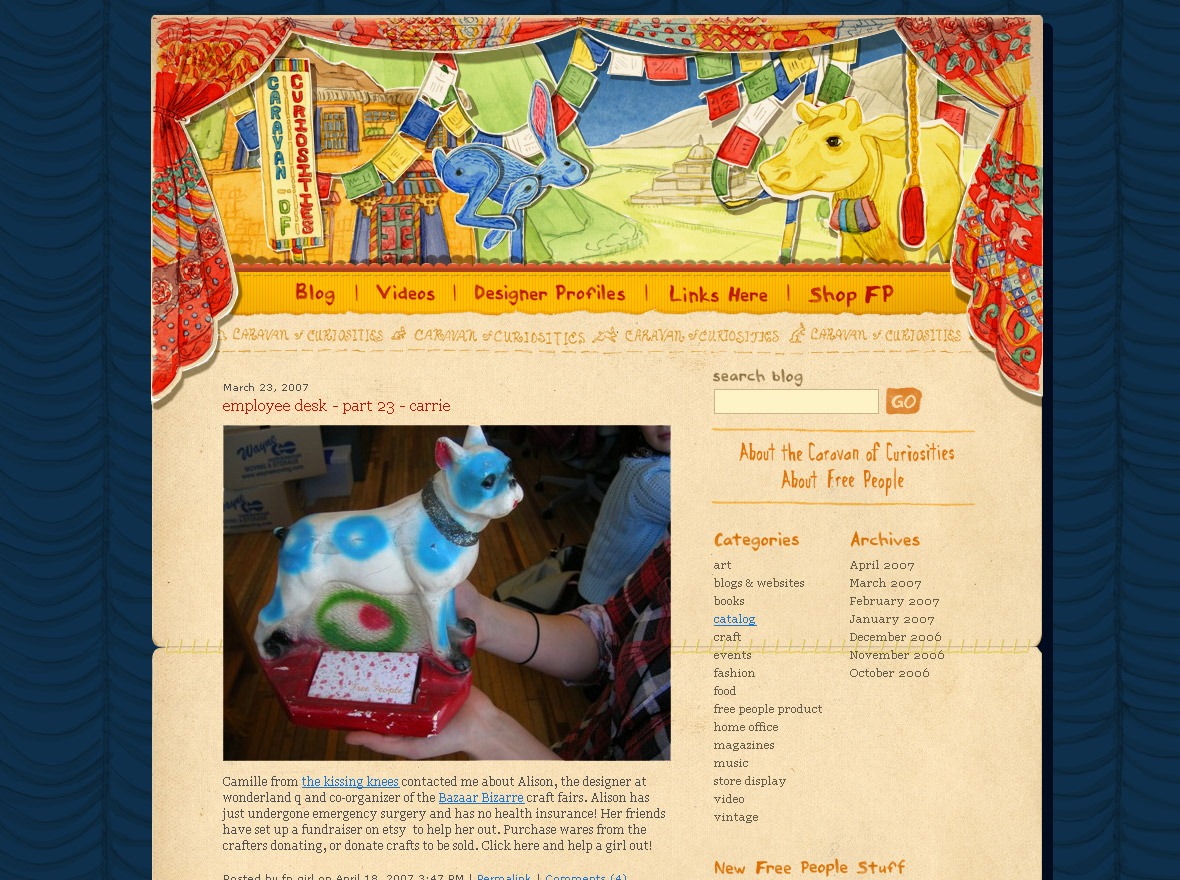 CARAVAN OF
CURIOSITIES
Blog | Videos | Designer Profiles | Links Here | Shop FP
CARAVAN of CURIOSITIES CARAVAN of CURIOSITIES CARAVAN of CURIOSITIES CARAVAN of CURIOSITIES
March 23, 2007
employee desk - part 23 - carrie
Wayne
MOVING & STORAGE
Free People
Camille from the kissing knees contacted me about Alison, the designer at
wonderland q and co-organizer of the Bazaar Bizarre craft fairs. Alison has
just undergone emergency surgery and has no health insurance! Her friends
have set up a fundraiser on etsy to help her out. Purchase wares from the
crafters donating, or donate crafts to be sold. Click here and help a girl out!
Posted by fp girl on April 18, 2007 3:47 PM | Permalink | Comments (4)
search blog
GO
About the Caravan of Curiosities
About Free People
Categories
art
blogs & websites
books
catalog
craft
events
fashion
food
free people product
home office
magazines
music
store display
video
vintage
Archives
April 2007
March 2007
February 2007
January 2007
December 2006
November 2006
October 2006
New Free People Stuff